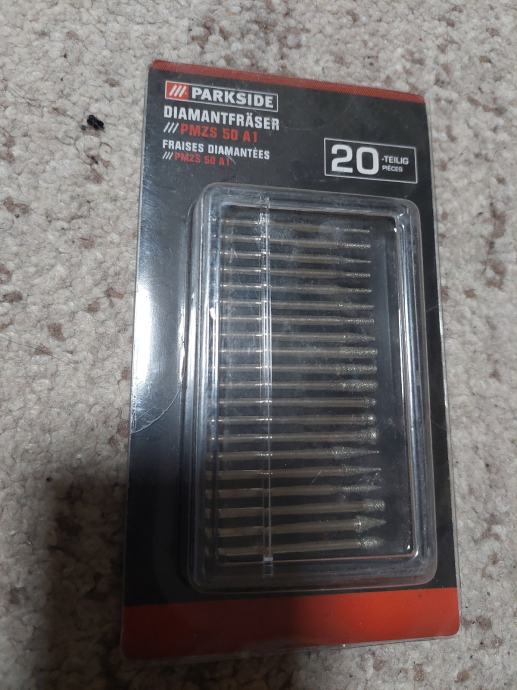 PARKSIDE
DIAMANTFRÄSER
/// PMZS 50 A1
FRAISES DIAMANTÉES
/// PMZS 50 A1
20 -TEILIG
PIÈCES